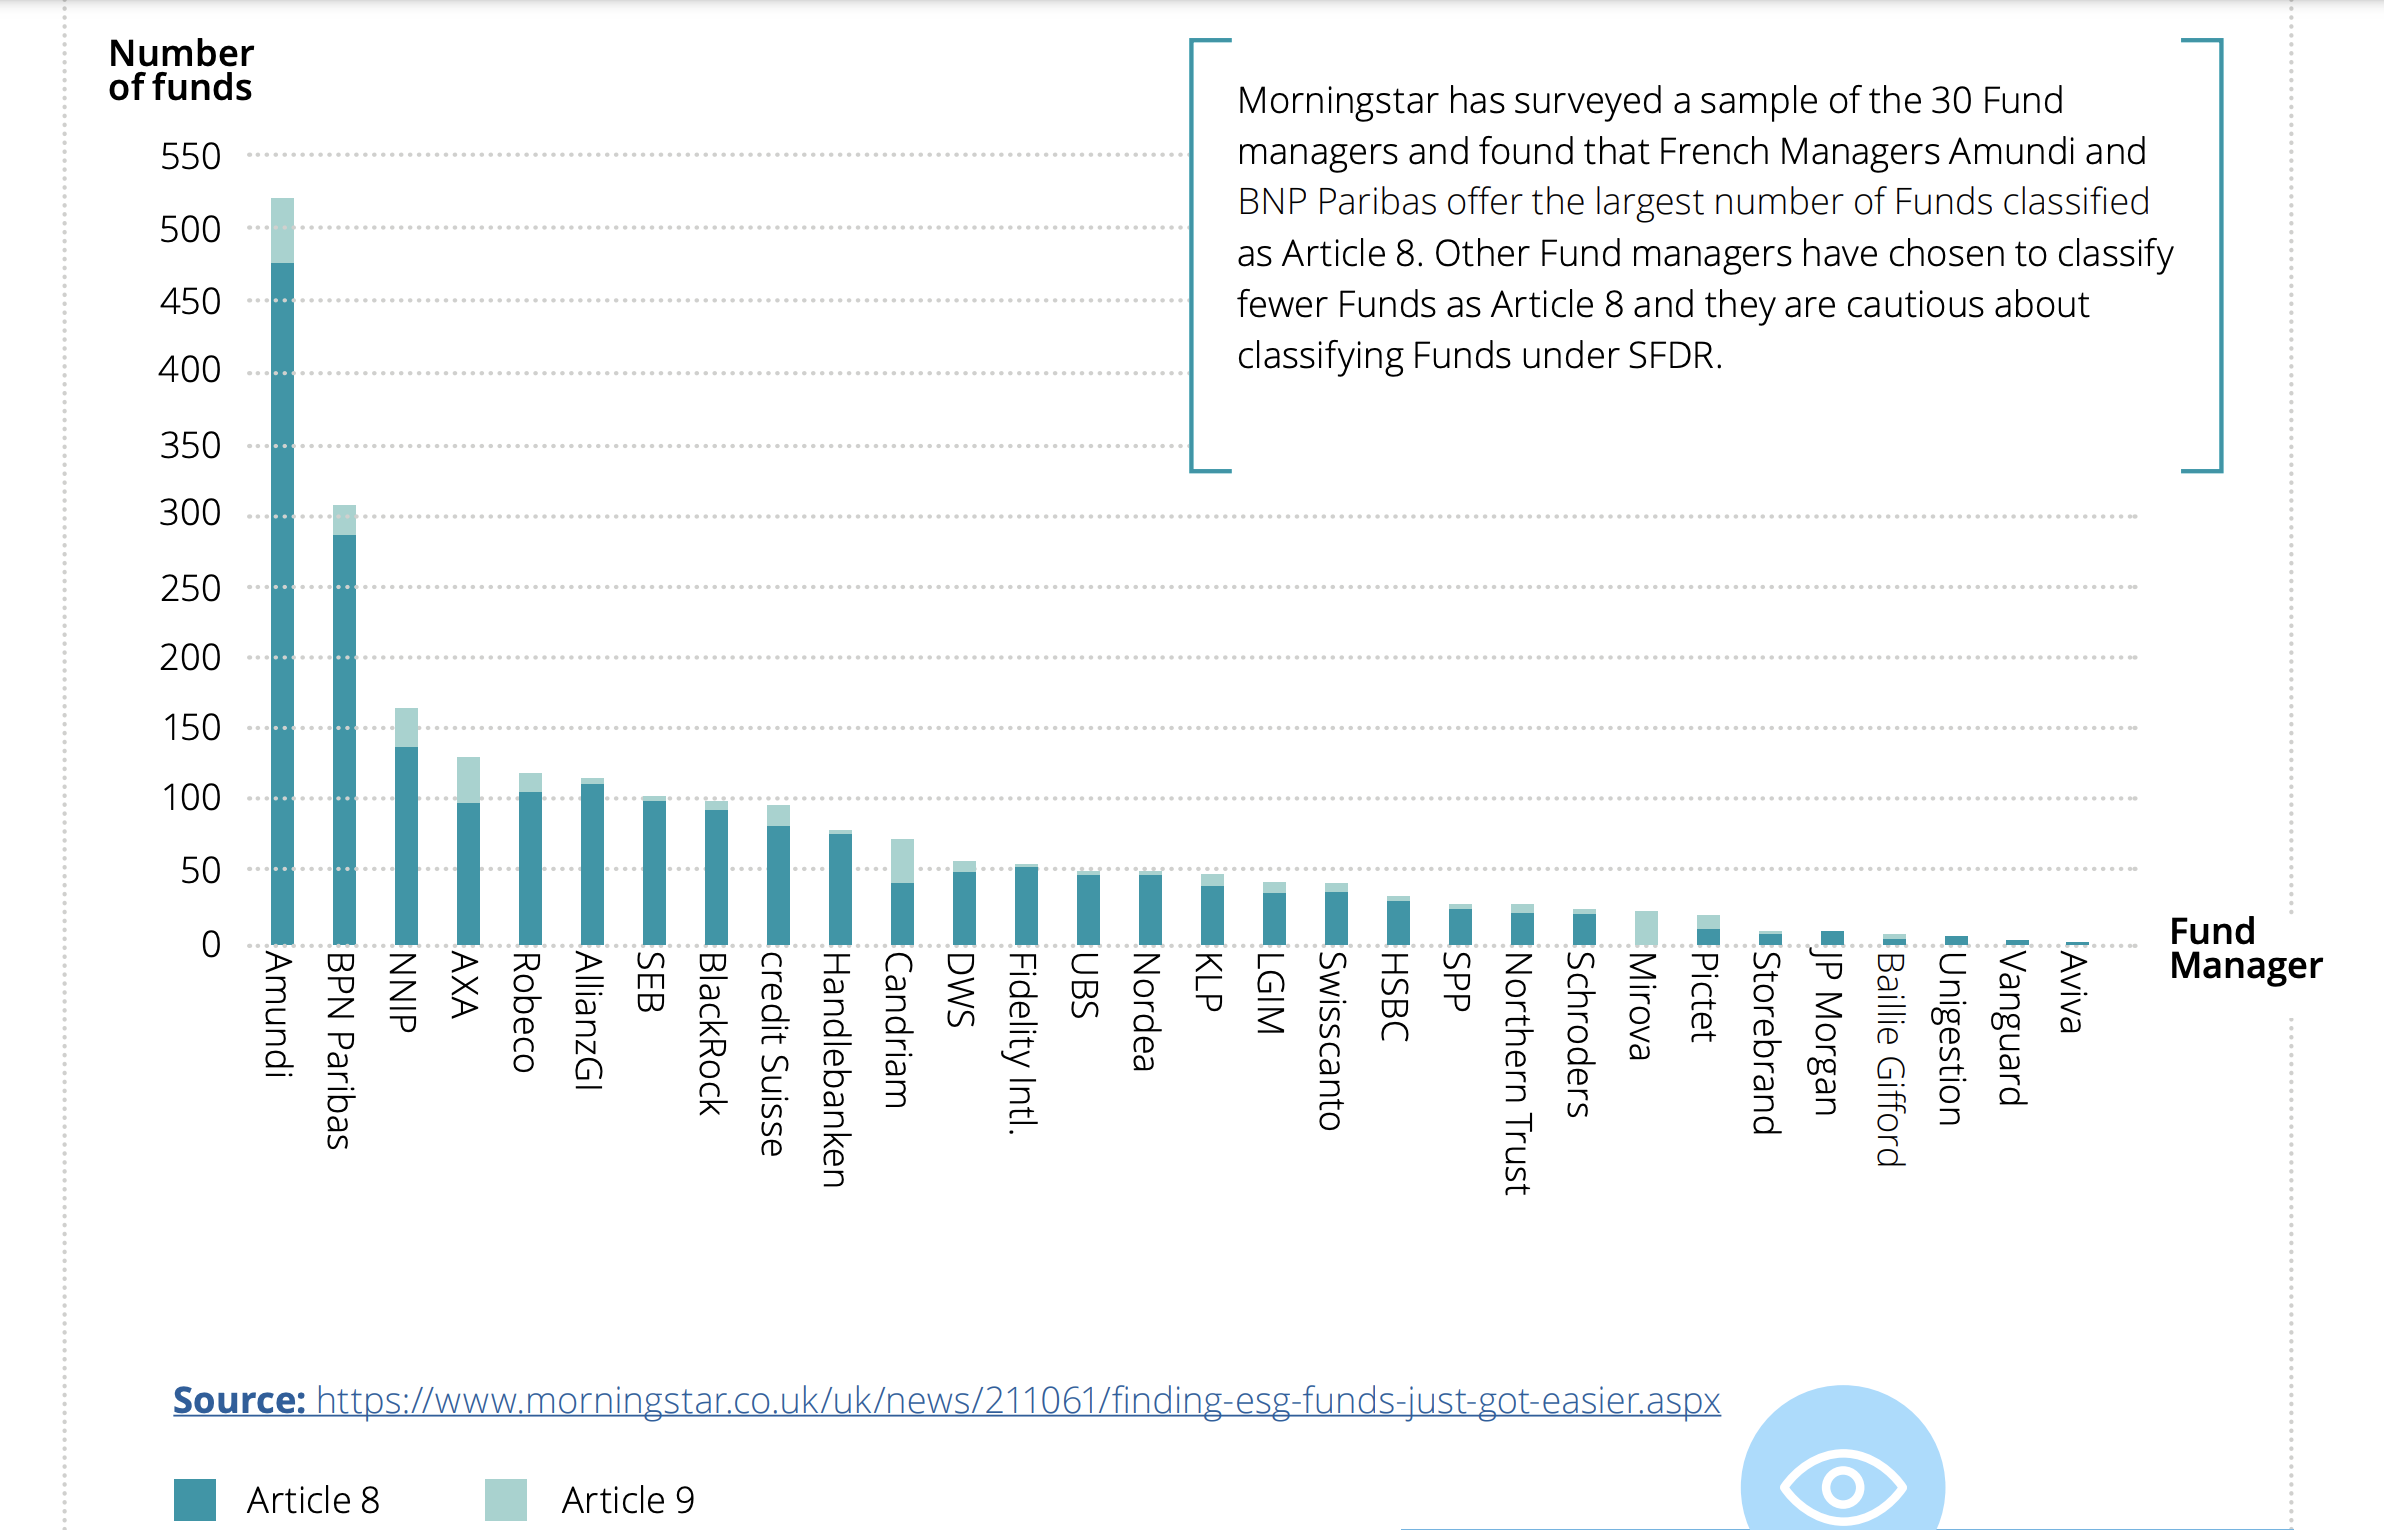 Number
of funds
Morningstar has surveyed a sample of the 30 Fund
managers and found that French Managers Amundi and
BNP Paribas offer the largest number of Funds classified
as Article 8. Other Fund managers have chosen to classify
fewer Funds as Article 8 and they are cautious about
classifying Funds under SFDR.
550
500
450
400
350
300
250
200
150
100
50
0
Fund
Manager
Amundi
BPN Paribas
NNIP
AXA
Robeco
AllianzGI
SEB
BlackRock
credit Suisse
Handlebanken
Candriam
DWS
Fidelity Intl.
UBS
Nordea
KLP
LGIM
Swisscanto
HSBC
SPP
Northern Trust
Schroders
Mirova
Pictet
Storebrand
JP Morgan
Baillie Gifford
Unigestion
Vanguard
Aviva
Source: https://www.morningstar.co.uk/uk/news/211061/finding-esg-funds-just-got-easier.aspx
Article 8
Article 9